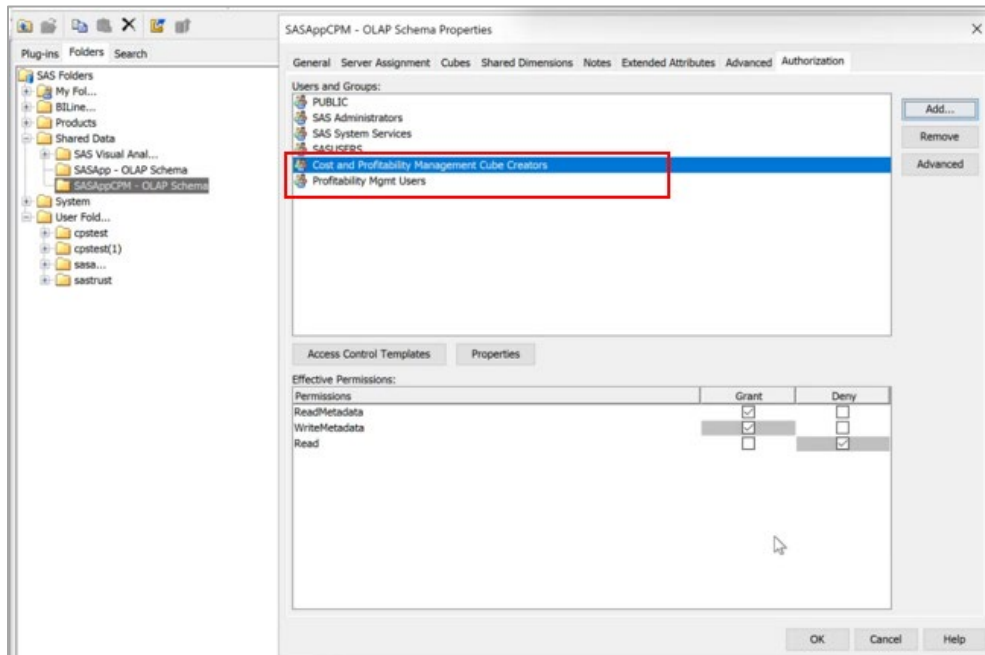 SASAppCPM - OLAP Schema Properties
Plug-ins Folders Search
SAS Folders
My Fol...
BILine...
Products
Shared Data
SAS Visual Anal...
SASApp - OLAP Schema
SASAppCPM - OLAP Schema
System
User Fold...
cpstest
cpstest(1)
sasa...
sastrust
General Server Assignment Cubes Shared Dimensions Notes Extended Attributes Advanced Authorization
Users and Groups:
PUBLIC
SAS Administrators
SAS System Services
SASUSERS
Cost and Profitability Management Cube Creators
Profitability Mgmt Users
Add...
Remove
Advanced
Access Control Templates Properties
Effective Permissions:
Permissions Grant Deny
ReadMetadata
WriteMetadata
Read
OK Cancel Help